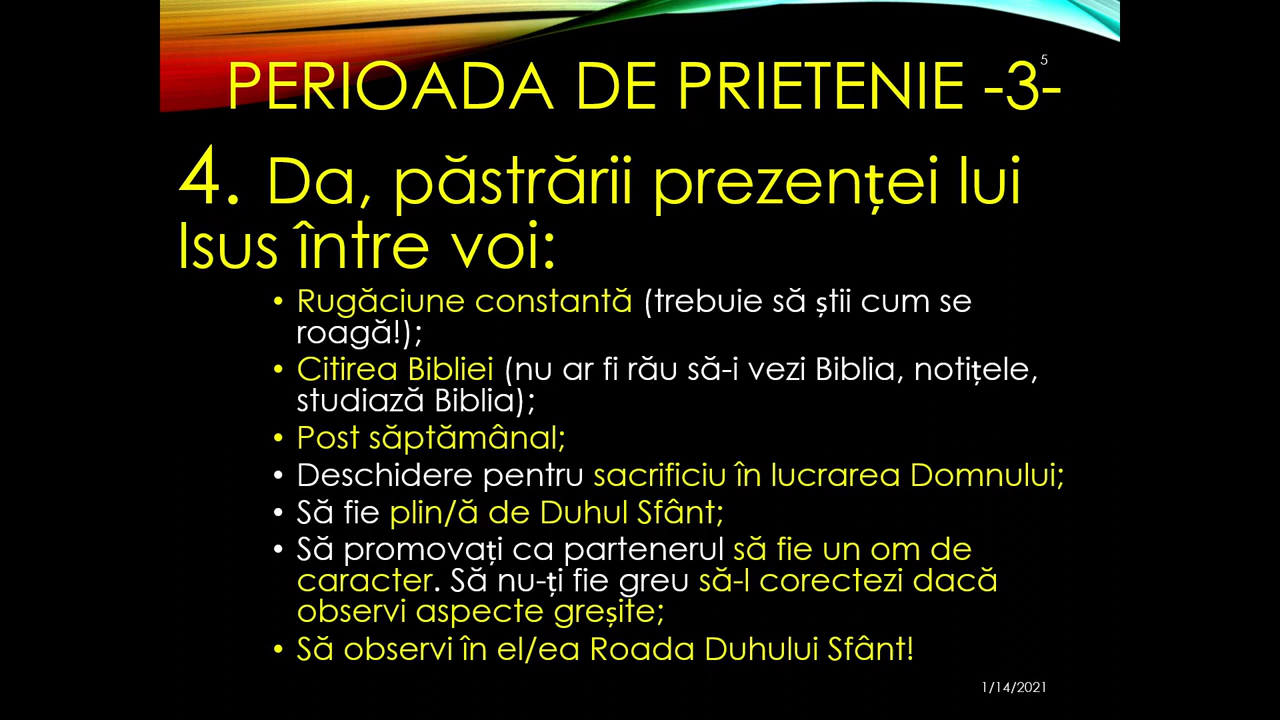 5
PERIOADA DE PRIETENIE -3-
4. Da, păstrării prezenței lui
Isus între voi:
• Rugăciune constantă (trebuie să știi cum se
roagă!);
• Citirea Bibliei (nu ar fi rău să-i vezi Biblia, notițele,
studiază Biblia);
• Post săptămânal;
• Deschidere pentru sacrificiu în lucrarea Domnului;
• Să fie plin/ă de Duhul Sfânt;
• Să promovați ca partenerul să fie un om de
caracter. Să nu-ți fie greu să-l corectezi dacă
observi aspecte greșite;
• Să observi în el/ea Roada Duhului Sfânt!
1/14/2021